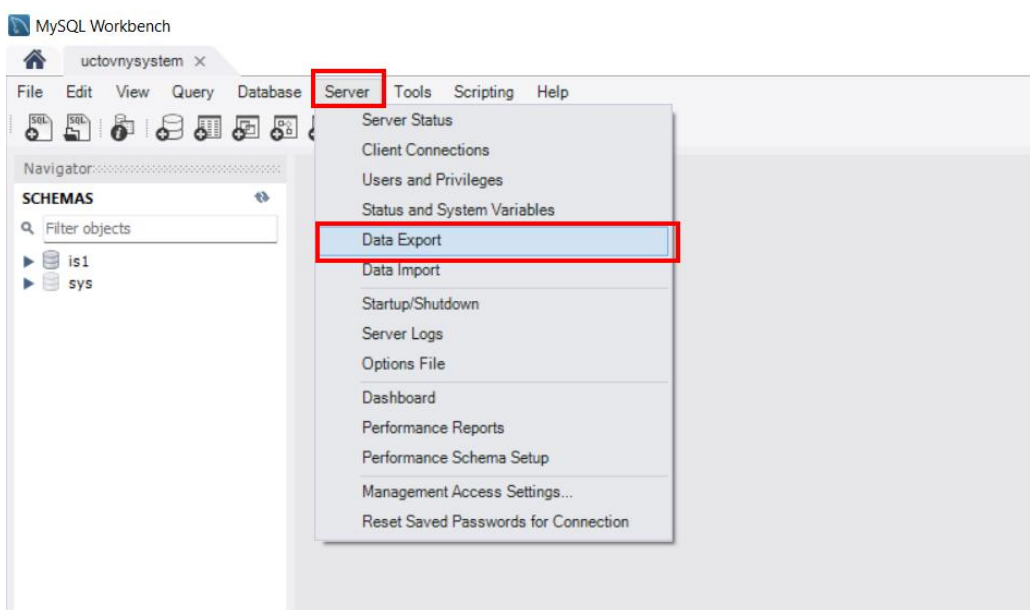 MySQL Workbench
uctovnysystem ×
File Edit View Query Database Server Tools Scripting Help
SQL SQL
Navigator
SCHEMAS
Filter objects
is1
sys
Server Status
Client Connections
Users and Privileges
Status and System Variables
Data Export
Data Import
Startup/Shutdown
Server Logs
Options File
Dashboard
Performance Reports
Performance Schema Setup
Management Access Settings...
Reset Saved Passwords for Connection